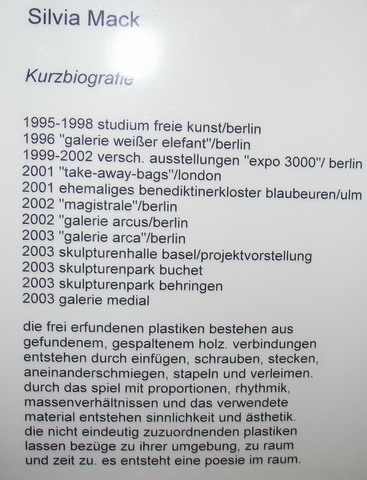 Silvia Mack
Kurzbiografie
1995-1998 studium freie kunst/berlin
1996 "galerie weißer elefant"/berlin
1999-2002 versch. ausstellungen "expo 3000"/ berlin
2001 "take-away-bags"/london
2001 ehemaliges benediktinerkloster blaubeuren/ulm
2002 "magistrale"/berlin
2002 "galerie arcus/berlin
2003 "galerie arca"/berlin
2003 skulpturenhalle basel/projektvorstellung
2003 skulpturenpark buchet
2003 skulpturenpark behringen
2003 galerie medial
die frei erfundenen plastiken bestehen aus
gefundenem, gespaltenem holz. verbindungen
entstehen durch einfügen, schrauben, stecken,
aneinanderschmiegen, stapeln und verleimen.
durch das spiel mit proportionen, rhythmik,
massenverhältnissen und das verwendete
material entstehen sinnlichkeit und ästhetik.
die nicht eindeutig zuzuordnenden plastiken
lassen bezüge zu ihrer umgebung, zu raum
und zeit zu. es entsteht eine poesie im raum.